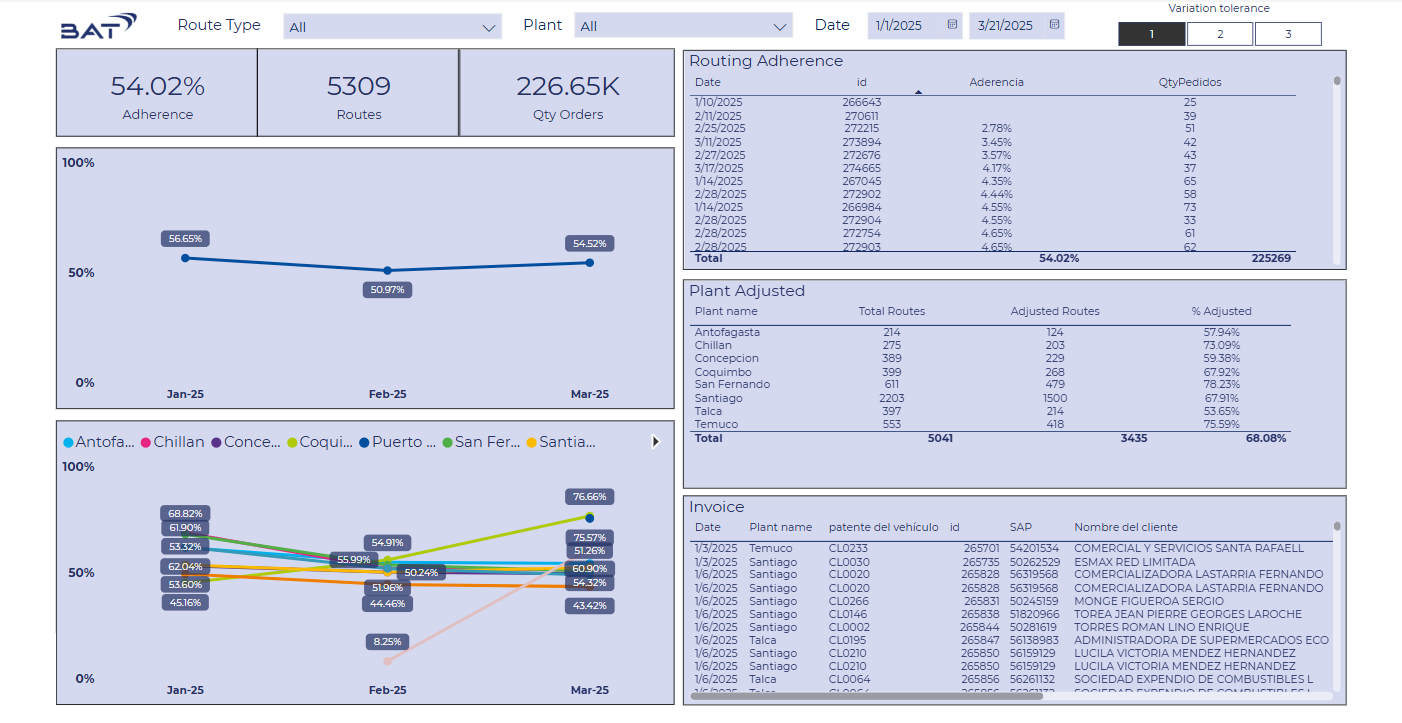 BAT
Route Type
All
Plant
All
Date
1/1/2025
3/21/2025
Variation tolerance
1
2
3
54.02%
Adherence
5309
Routes
226.65K
Qty Orders
100%
50%
0%
56.65%
50.97%
54.52%
Jan-25 Feb-25 Mar-25
Antofa... Chillan Conce... Coqui... Puerto ... San Fer... Santia...
100%
50%
0%
68.82%
61.90%
53.32%
62.04%
53.60%
45.16%
54.91%
55.99%
50.24%
51.96%
44.46%
8.25%
76.66%
75.57%
51.26%
60.90%
54.32%
43.42%
Jan-25 Feb-25 Mar-25
Routing Adherence
Date id Aderencia QtyPedidos
1/10/2025 266643 25
2/11/2025 270611 39
2/25/2025 272215 2.78% 51
3/11/2025 273894 3.45% 42
2/27/2025 272676 3.57% 43
3/17/2025 274665 4.17% 37
1/14/2025 267045 4.35% 65
2/28/2025 272902 4.44% 58
1/14/2025 266984 4.55% 73
2/28/2025 272904 4.55% 33
2/28/2025 272754 4.65% 61
2/28/2025 272903 4.65% 62
Total 54.02% 225269
Plant Adjusted
Plant name Total Routes Adjusted Routes % Adjusted
Antofagasta 214 124 57.94%
Chillan 275 203 73.09%
Concepcion 389 229 59.38%
Coquimbo 399 268 67.92%
San Fernando 611 479 78.23%
Santiago 2203 1500 67.91%
Talca 397 214 53.65%
Temuco 553 418 75.59%
Total 5041 3435 68.08%
Invoice
Date Plant name patente del vehículo id SAP Nombre del cliente
1/3/2025 Temuco CL0233 265701 54201534 COMERCIAL Y SERVICIOS SANTA RAFAELL
1/3/2025 Santiago CL0030 265735 50262529 ESMAX RED LIMITADA
1/6/2025 Santiago CL0020 265828 56319568 COMERCIALIZADORA LASTARRIA FERNANDO
1/6/2025 Santiago CL0020 265828 56319568 COMERCIALIZADORA LASTARRIA FERNANDO
1/6/2025 Santiago CL0266 265831 50245159 MONGE FIGUEROA SERGIO
1/6/2025 Santiago CL0146 265838 51820966 TOREA JEAN PIERRE GEORGES LAROCHE
1/6/2025 Santiago CL0002 265844 50281619 TORRES ROMAN LINO ENRIQUE
1/6/2025 Talca CL0195 265847 56138983 ADMINISTRADORA DE SUPERMERCADOS ECO
1/6/2025 Santiago CL0210 265850 56159129 LUCILA VICTORIA MENDEZ HERNANDEZ
1/6/2025 Santiago CL0210 265850 56159129 LUCILA VICTORIA MENDEZ HERNANDEZ
1/6/2025 Talca CL0064 265856 56261132 SOCIEDAD EXPENDIO DE COMBUSTIBLES L
1/6/2025 Talca CL0064 265856 56261132 SOCIEDAD EXPENDIO DE COMBUSTIBLES L